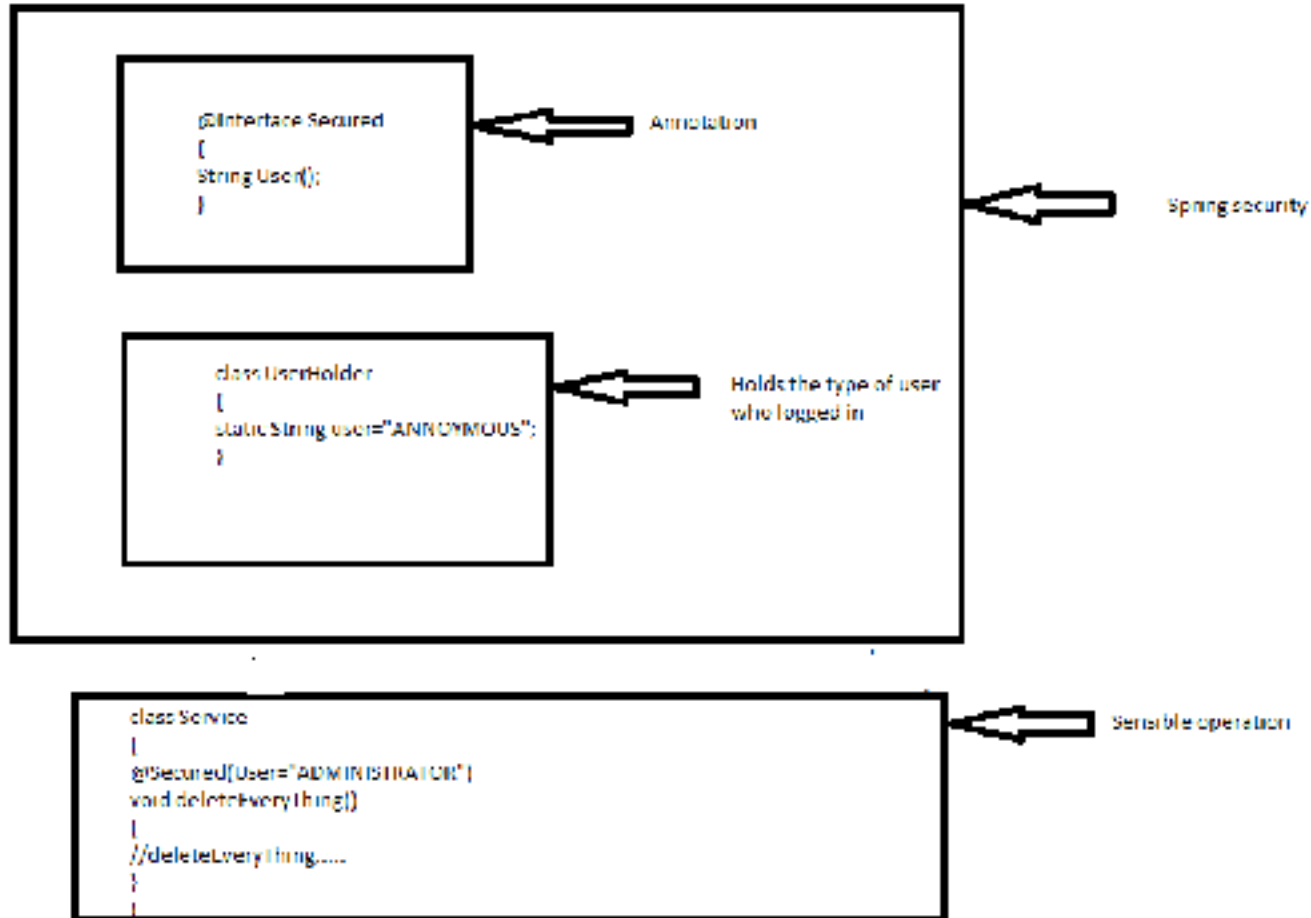 @Interface Secured
{
String User();
}
Annotation
Spring security
class UserHolder
{
static String user="ANNOYMOUS";
}
Holds the type of user
who logged in
class Service
{
@Secured(User="ADMINISTRATOR")
void deleteEveryThing()
{
//deleteEveryThing.....
}
}
Sensible operation